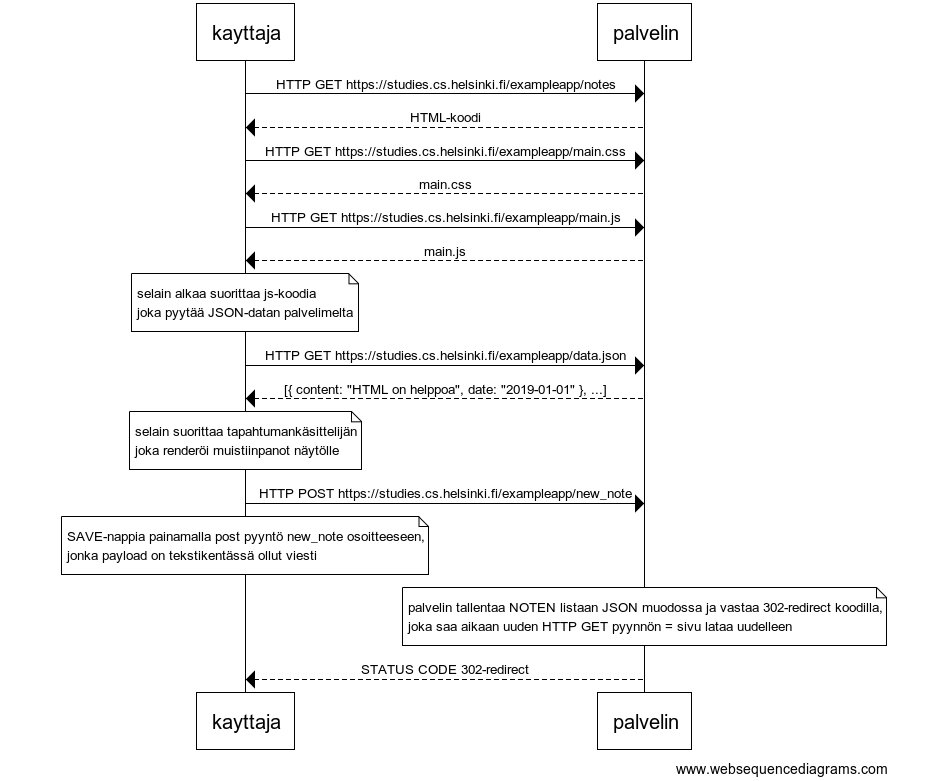 kayttaja
palvelin
HTTP GET https://studies.cs.helsinki.fi/exampleapp/notes
HTML-koodi
HTTP GET https://studies.cs.helsinki.fi/exampleapp/main.css
main.css
HTTP GET https://studies.cs.helsinki.fi/exampleapp/main.js
main.js
selain alkaa suorittaa js-koodia
joka pyytää JSON-datan palvelimelta
HTTP GET https://studies.cs.helsinki.fi/exampleapp/data.json
[{ content: "HTML on helppoa", date: "2019-01-01" }, ...]
selain suorittaa tapahtumankäsittelijän
joka renderöi muistiinpanot näytölle
HTTP POST https://studies.cs.helsinki.fi/exampleapp/new_note
SAVE-nappia painamalla post pyyntö new_note osoitteeseen,
jonka payload on tekstikentässä ollut viesti
palvelin tallentaa NOTEN listaan JSON muodossa ja vastaa 302-redirect koodilla,
joka saa aikaan uuden HTTP GET pyynnön = sivu lataa uudelleen
STATUS CODE 302-redirect
kayttaja
palvelin
www.websequencediagrams.com